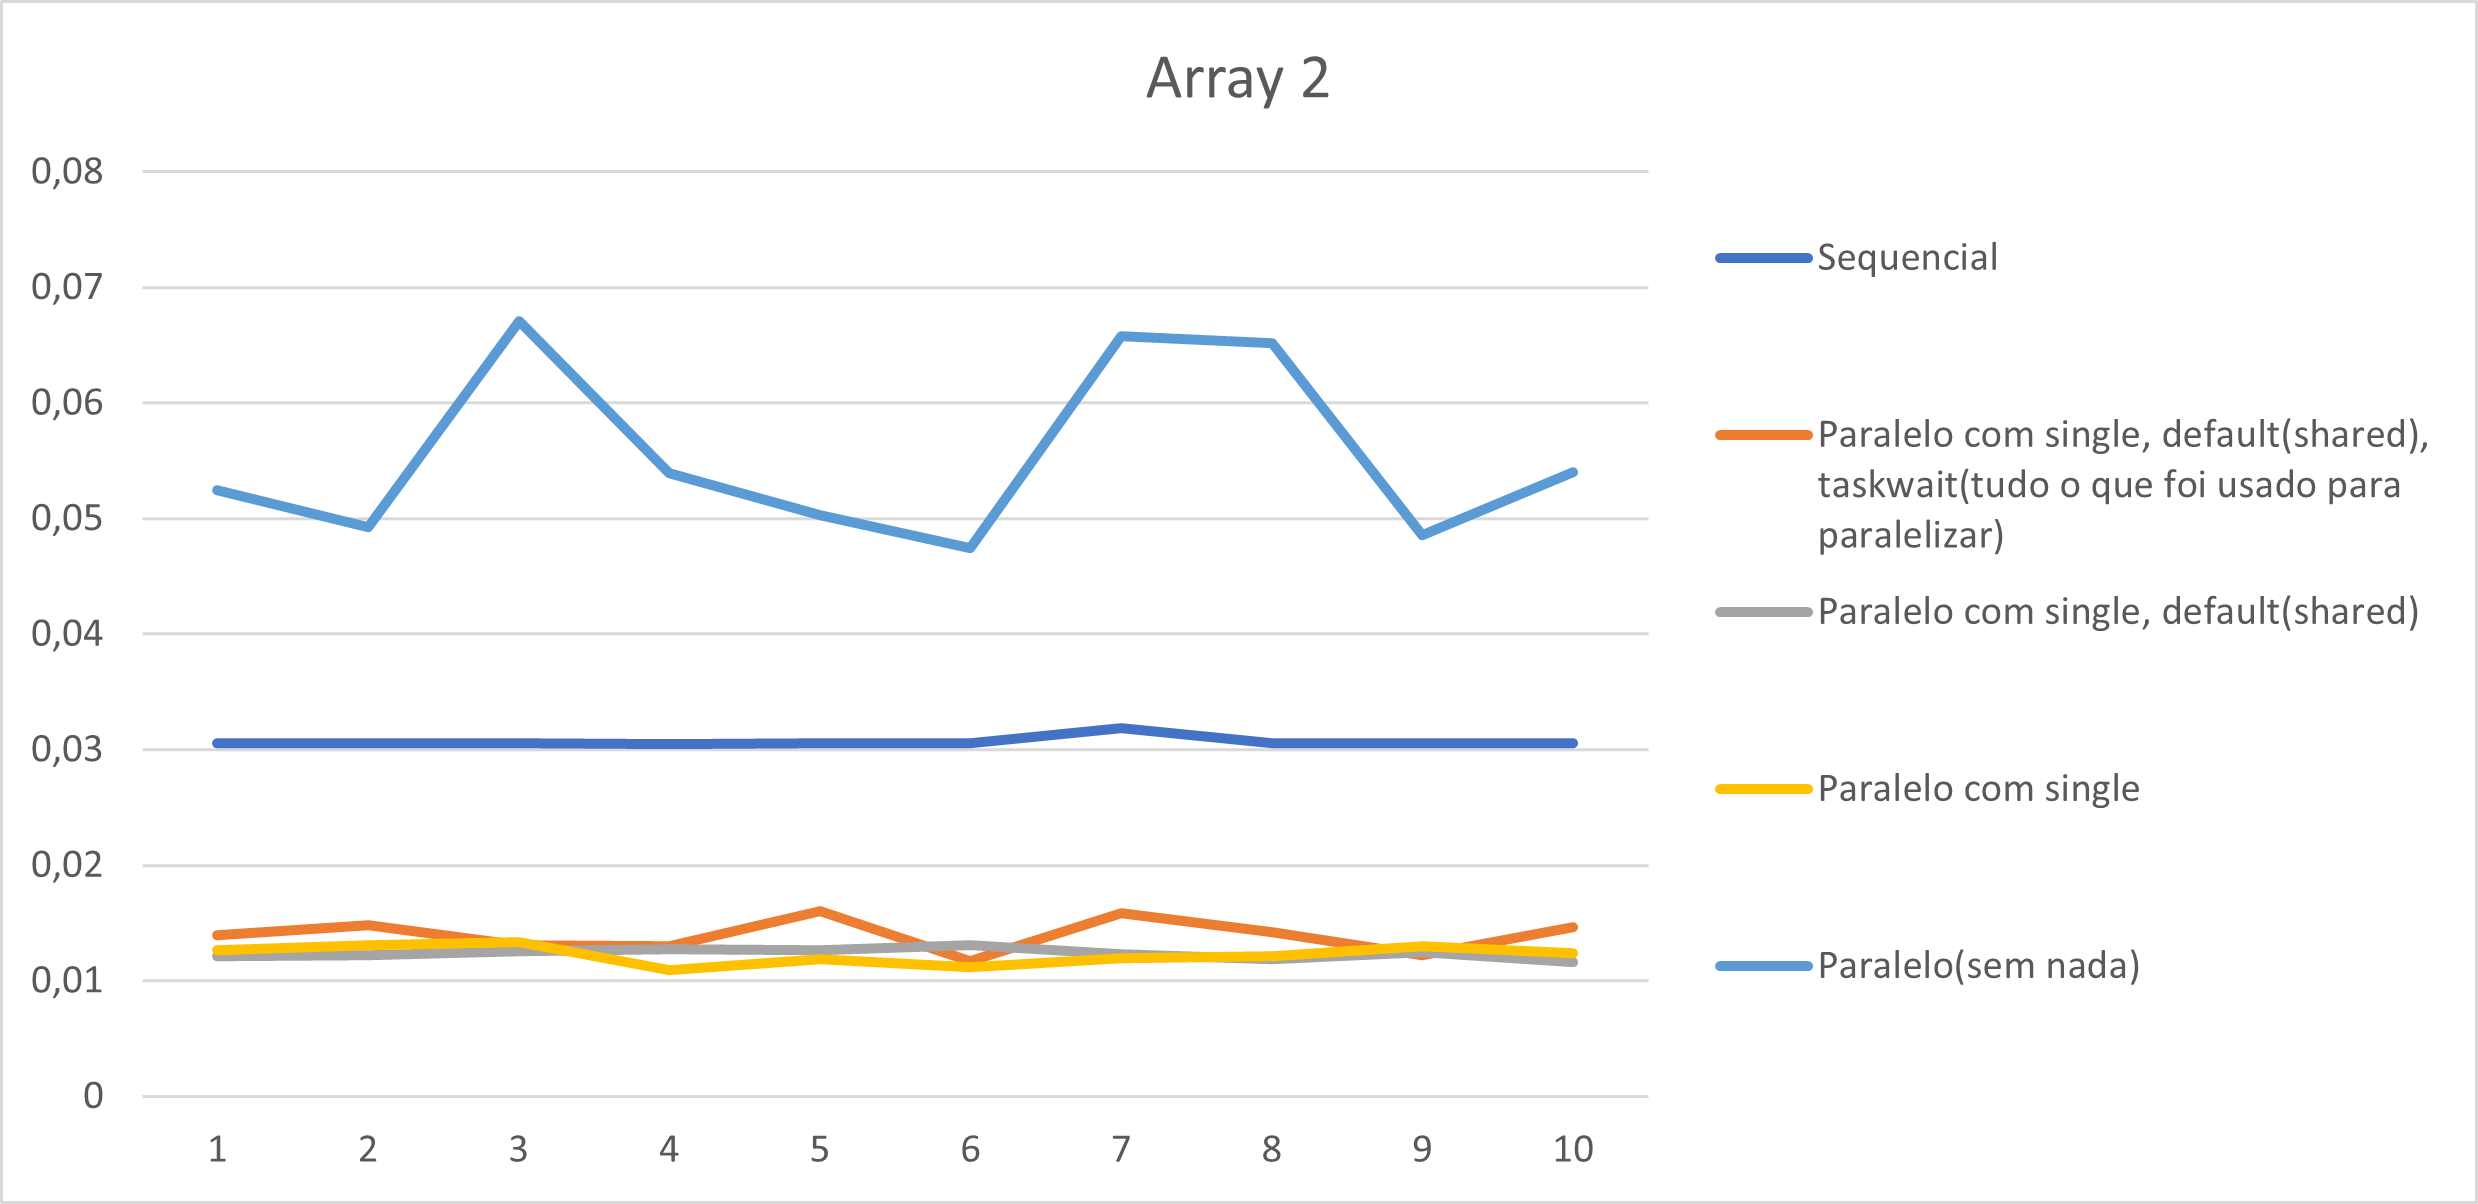 Array 2
0,08
0,07
0,06
0,05
0,04
0,03
0,02
0,01
0
1 2 3 4 5 6 7 8 9 10
Sequencial
Paralelo com single, default(shared),
taskwait(tudo o que foi usado para
paralelizar)
Paralelo com single, default(shared)
Paralelo com single
Paralelo(sem nada)